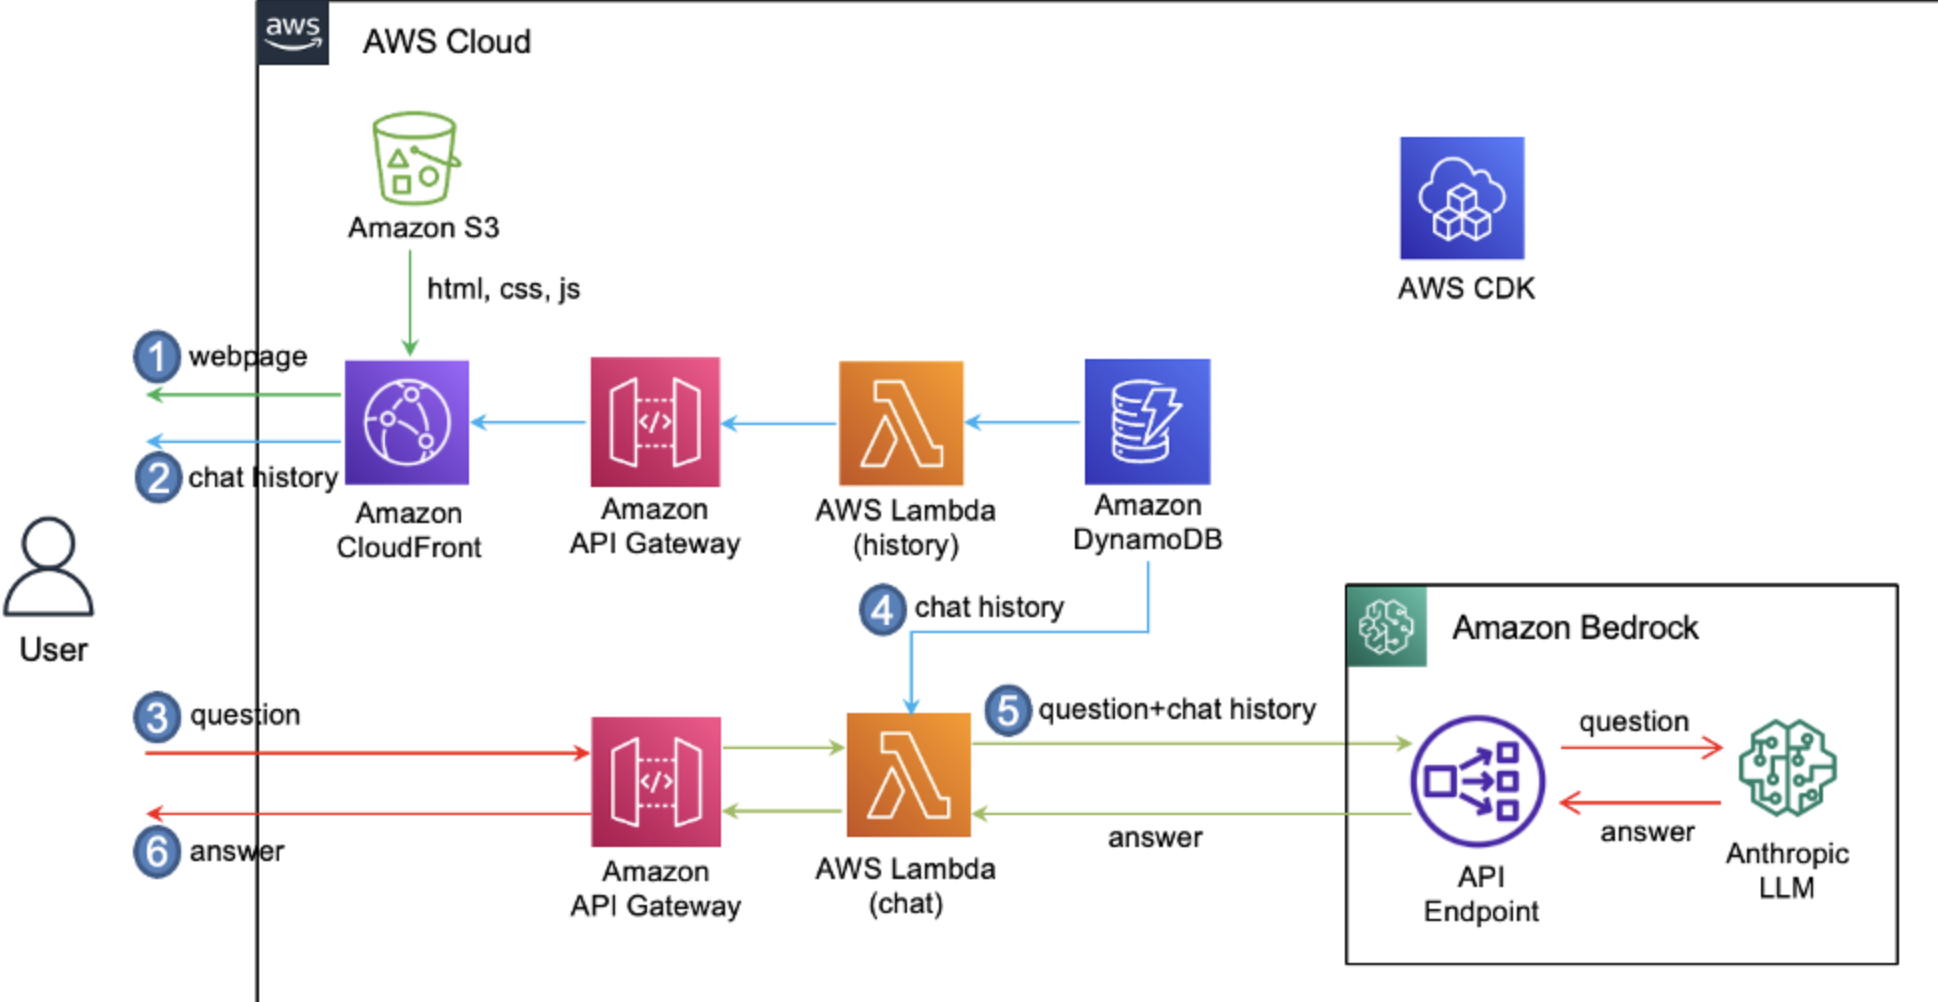 aws
AWS Cloud
Amazon S3
html, css, js
AWS CDK
1 webpage
2 chat history
Amazon
CloudFront
</>
Amazon
API Gateway
AWS Lambda
(history)
Amazon
DynamoDB
User
4 chat history
Amazon Bedrock
3 question
5 question+chat history
question
</>
6 answer
answer
answer
Amazon
API Gateway
AWS Lambda
(chat)
API
Endpoint
Anthropic
LLM